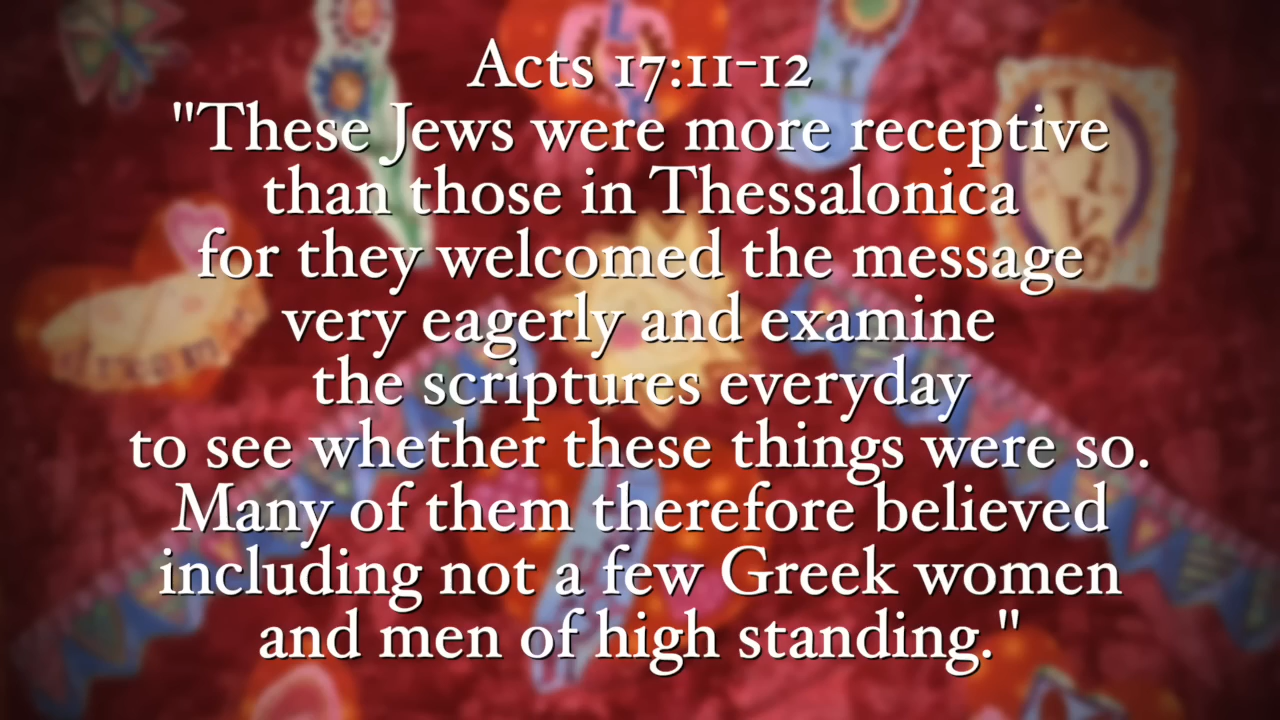 Acts 17:11-12
"These Jews were more receptive
than those in Thessalonica
for they welcomed the message
very eagerly and examine
the scriptures everyday
to see whether these things were so.
Many of them therefore believed
including not a few Greek women
and men of high standing."
dream
Live